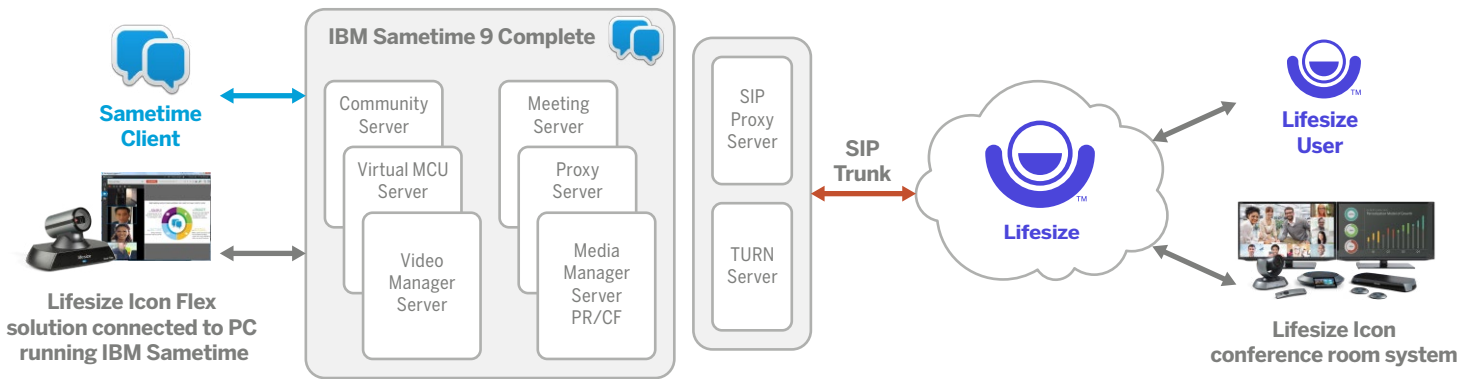 Sametime
Client
Lifesize Icon Flex
solution connected to PC
running IBM Sametime
IBM Sametime 9 Complete
Community
Server
Virtual MCU
Server
Video
Manager
Server
Meeting
Server
Proxy
Server
Media
Manager
Server
PR/CF
SIP
Proxy
Server
TURN
Server
SIP
Trunk
TM
Lifesize
TM
Lifesize
User
Lifesize Icon
conference room system